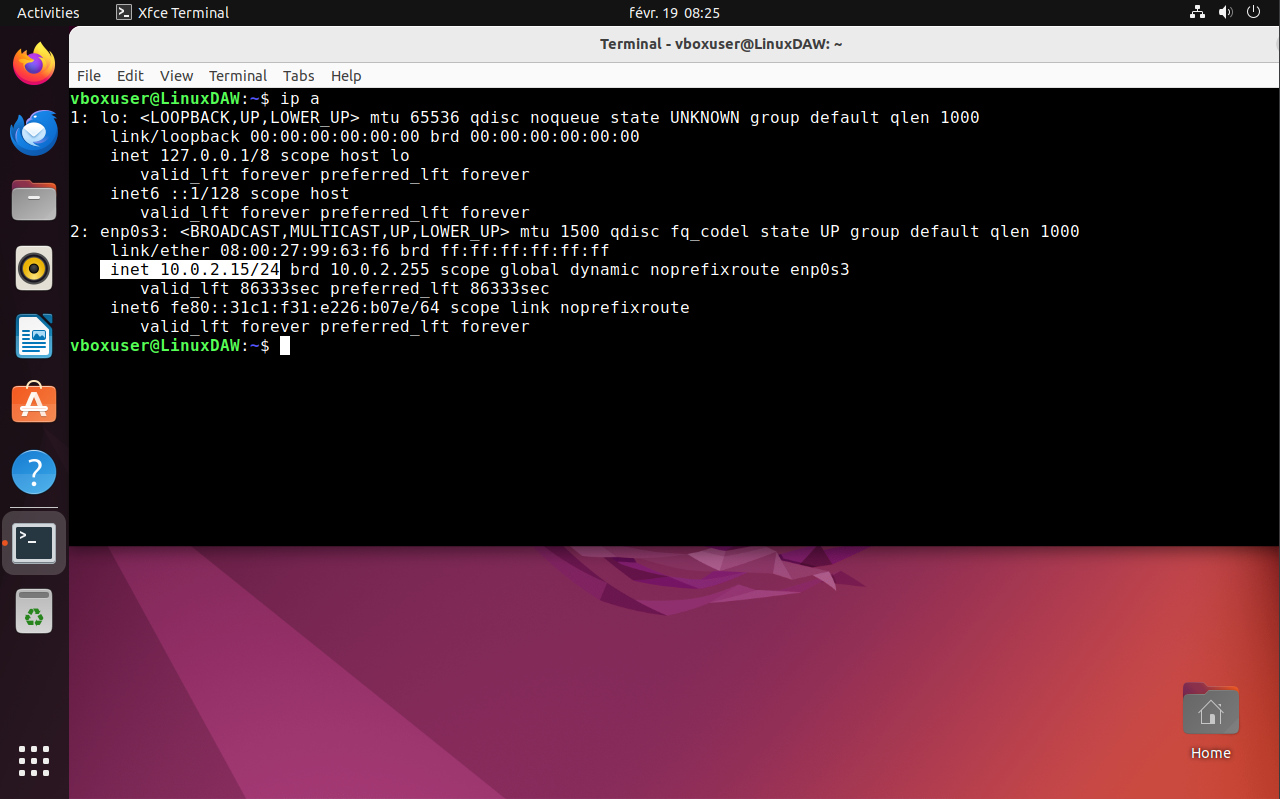 Activities
Xfce Terminal
févr. 19 08:25
Terminal - vboxuser@LinuxDAW: ~
File Edit View Terminal Tabs Help
vboxuser@LinuxDAW:~$ ip a
1: lo: <LOOPBACK,UP,LOWER_UP> mtu 65536 qdisc noqueue state UNKNOWN group default qlen 1000
    link/loopback 00:00:00:00:00:00 brd 00:00:00:00:00:00
    inet 127.0.0.1/8 scope host lo
       valid_lft forever preferred_lft forever
    inet6 ::1/128 scope host
       valid_lft forever preferred_lft forever
2: enp0s3: <BROADCAST,MULTICAST,UP,LOWER_UP> mtu 1500 qdisc fq_codel state UP group default qlen 1000
    link/ether 08:00:27:99:63:f6 brd ff:ff:ff:ff:ff:ff
    inet 10.0.2.15/24 brd 10.0.2.255 scope global dynamic noprefixroute enp0s3
       valid_lft 86333sec preferred_lft 86333sec
    inet6 fe80::31c1:f31:e226:b07e/64 scope link noprefixroute
       valid_lft forever preferred_lft forever
vboxuser@LinuxDAW:~$
Home